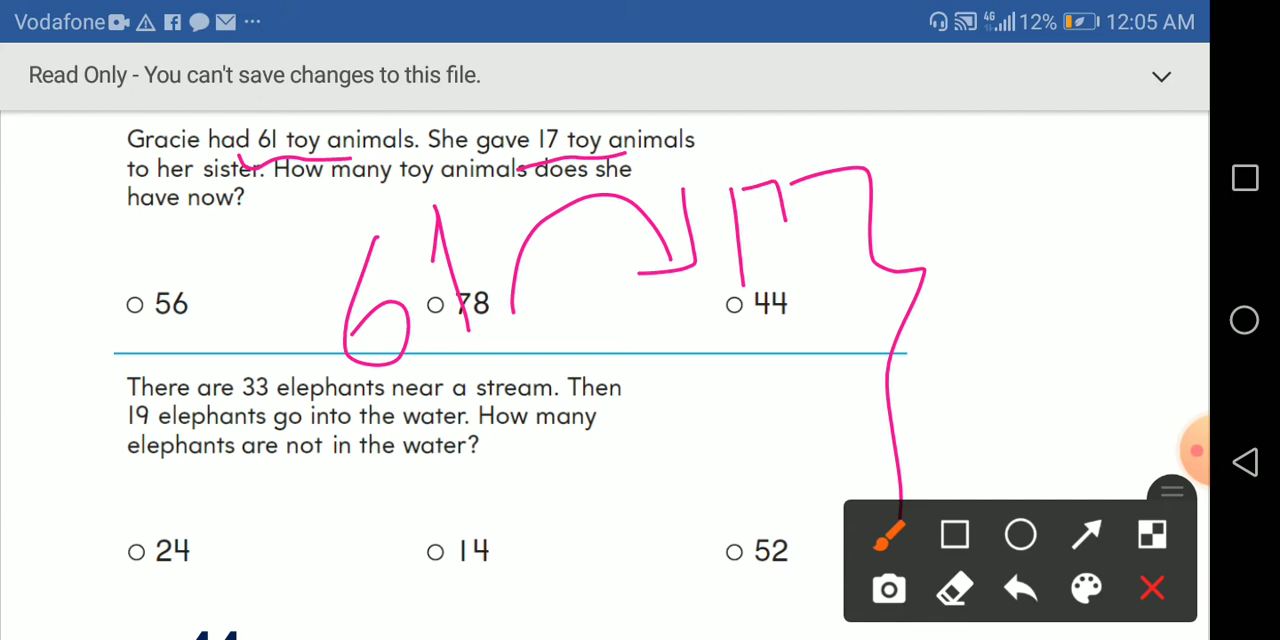 Vodafone 4G 12% 12:05 AM
Read Only - You can't save changes to this file.
Gracie had 61 toy animals. She gave 17 toy animals
to her sister. How many toy animals does she
have now?
61 17
56 78 44
There are 33 elephants near a stream. Then
19 elephants go into the water. How many
elephants are not in the water?
24 14 52